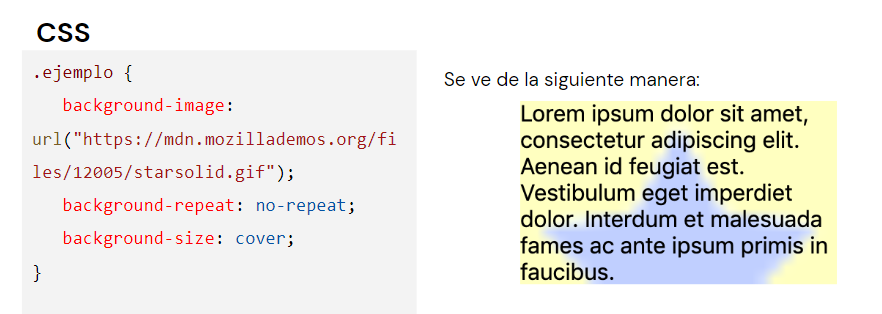 CSS
.ejemplo {
background-image:
url("https://mdn.mozillademos.org/fi
les/12005/starsolid.gif");
background-repeat: no-repeat;
background-size: cover;
}
Se ve de la siguiente manera:
Lorem ipsum dolor sit amet,
consectetur adipiscing elit.
Aenean id feugiat est.
Vestibulum eget imperdiet
dolor. Interdum et malesuada
fames ac ante ipsum primis in
faucibus.